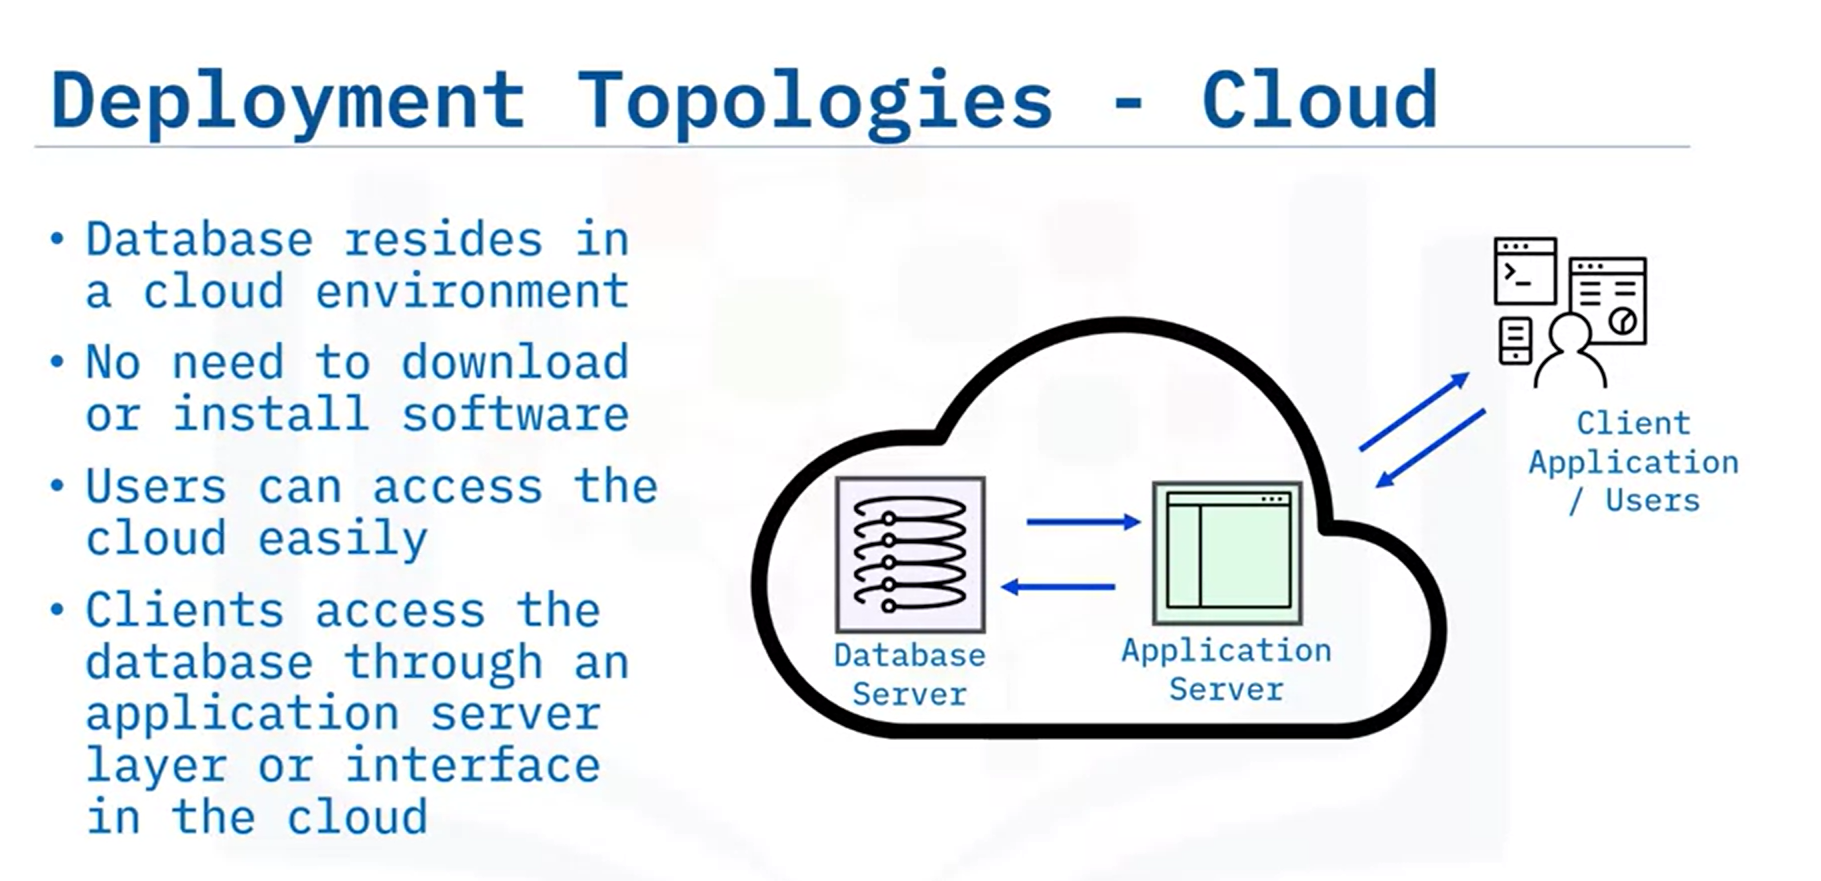 Deployment Topologies - Cloud
• Database resides in
a cloud environment
• No need to download
or install software
• Users can access the
cloud easily
• Clients access the
database through an
application server
layer or interface
in the cloud
Database
Server
Application
Server
Client
Application
/ Users